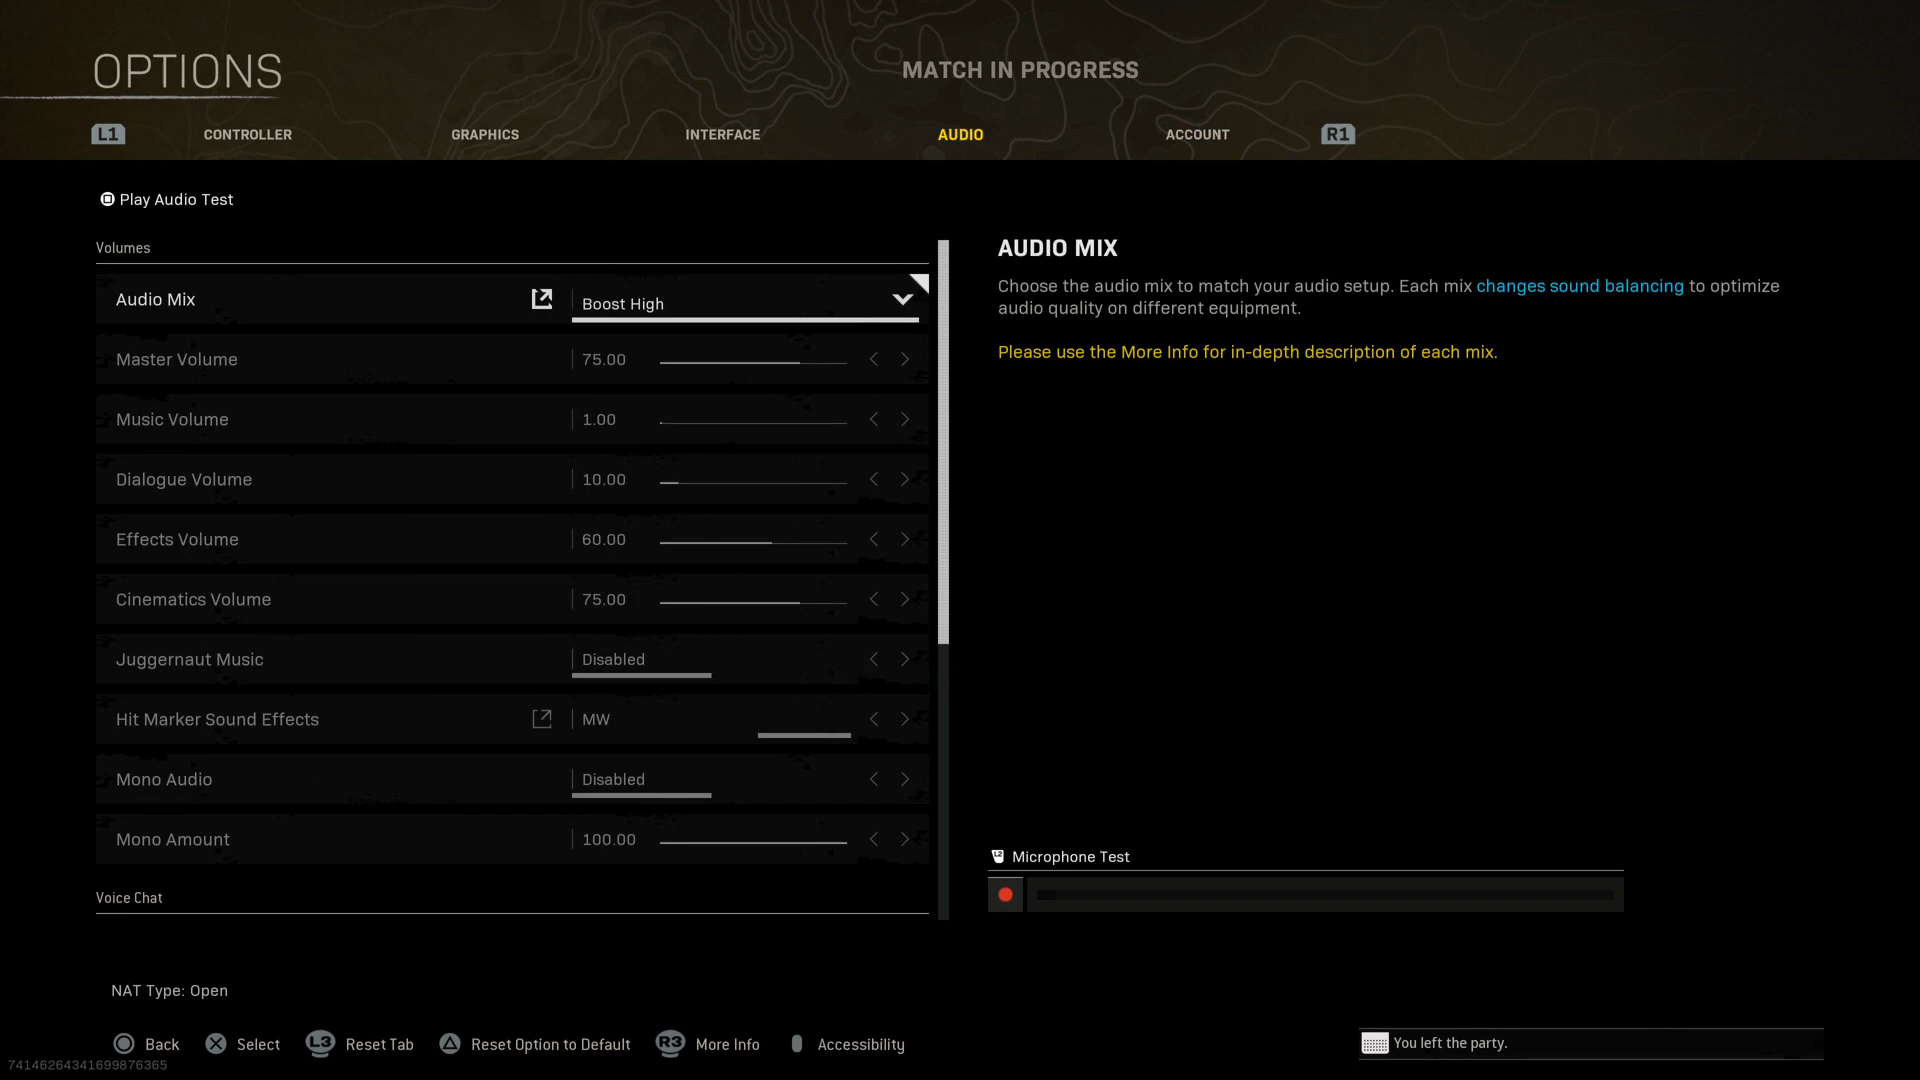 OPTIONS
MATCH IN PROGRESS
L1 CONTROLLER GRAPHICS INTERFACE AUDIO ACCOUNT R1
Play Audio Test
Volumes
Audio Mix Boost High
Master Volume 75.00
Music Volume 1.00
Dialogue Volume 10.00
Effects Volume 60.00
Cinematics Volume 75.00
Juggernaut Music Disabled
Hit Marker Sound Effects MW
Mono Audio Disabled
Mono Amount 100.00
Voice Chat
AUDIO MIX
Choose the audio mix to match your audio setup. Each mix changes sound balancing to optimize
audio quality on different equipment.
Please use the More Info for in-depth description of each mix.
L2 Microphone Test
NAT Type: Open
Back Select L3 Reset Tab Reset Option to Default R3 More Info Accessibility
You left the party.
74146264341699876365